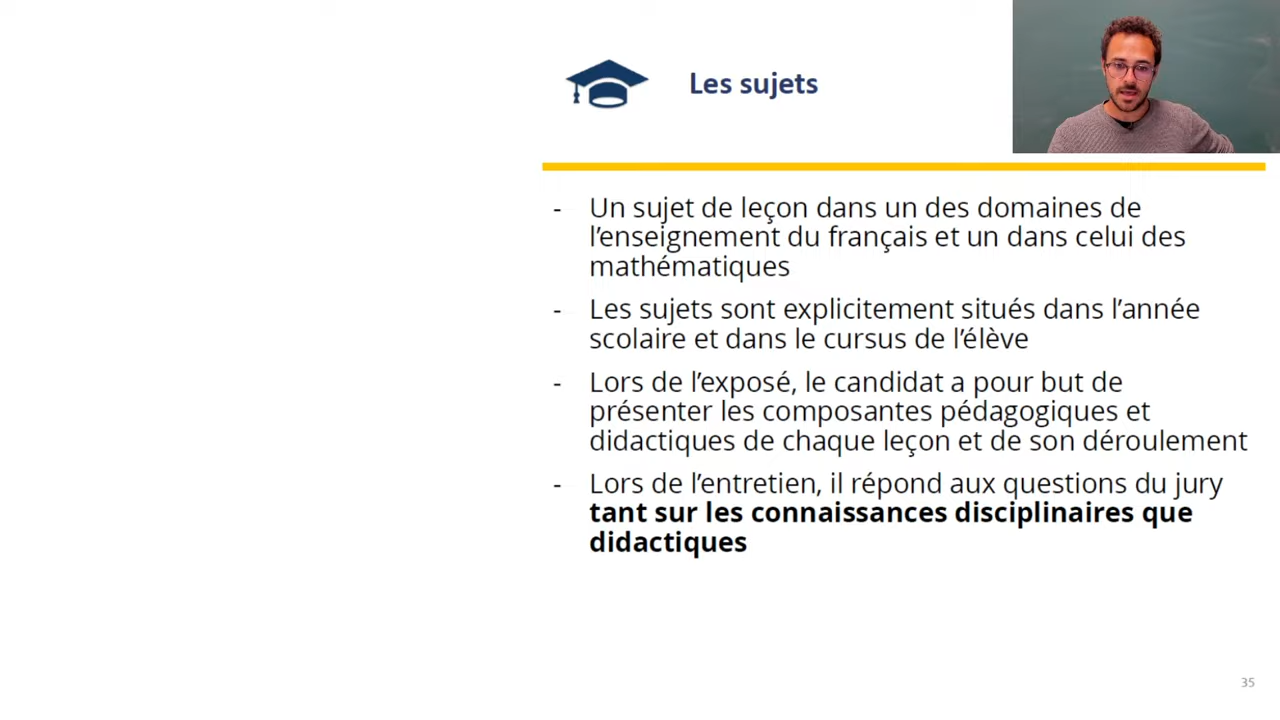 Les sujets
- Un sujet de leçon dans un des domaines de
l’enseignement du français et un dans celui des
mathématiques
- Les sujets sont explicitement situés dans l’année
scolaire et dans le cursus de l’élève
- Lors de l’exposé, le candidat a pour but de
présenter les composantes pédagogiques et
didactiques de chaque leçon et de son déroulement
- Lors de l’entretien, il répond aux questions du jury
tant sur les connaissances disciplinaires que
didactiques
35